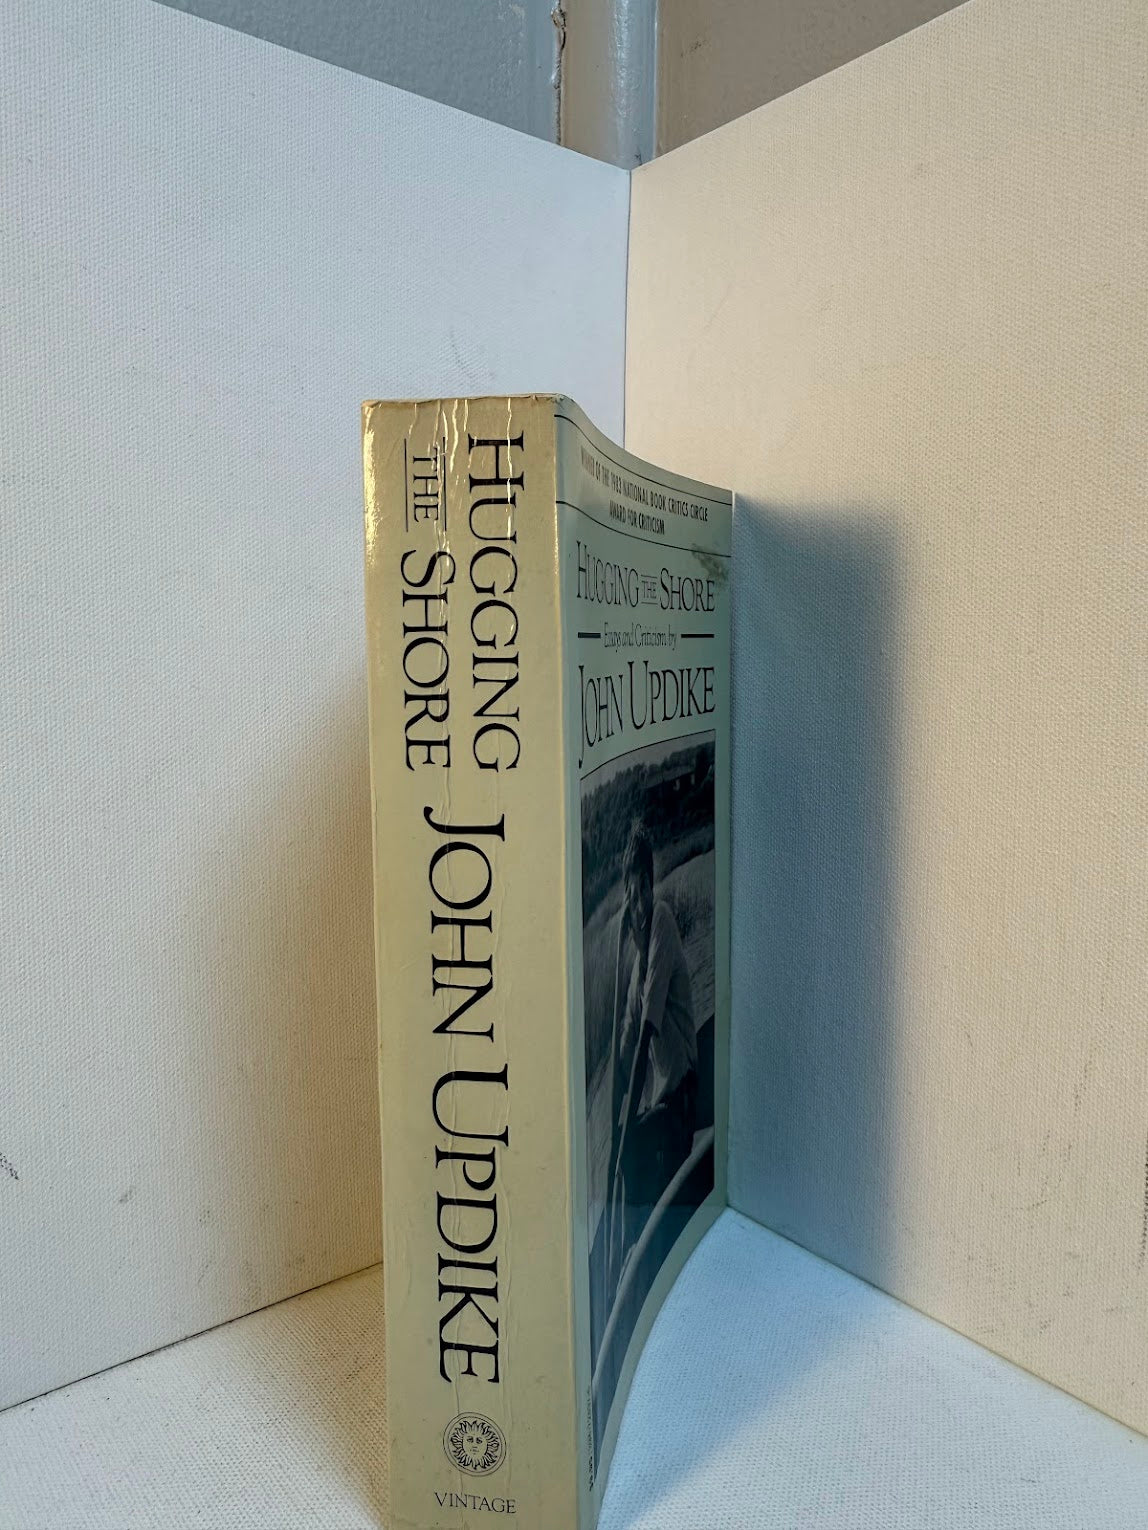 HUGGING
THE SHORE
JOHN UPDIKE
VINTAGE
WINNER OF THE 1983 NATIONAL BOOK CRITICS CIRCLE
AWARD FOR CRITICISM
HUGGING THE SHORE
Essays and Criticism by
JOHN UPDIKE